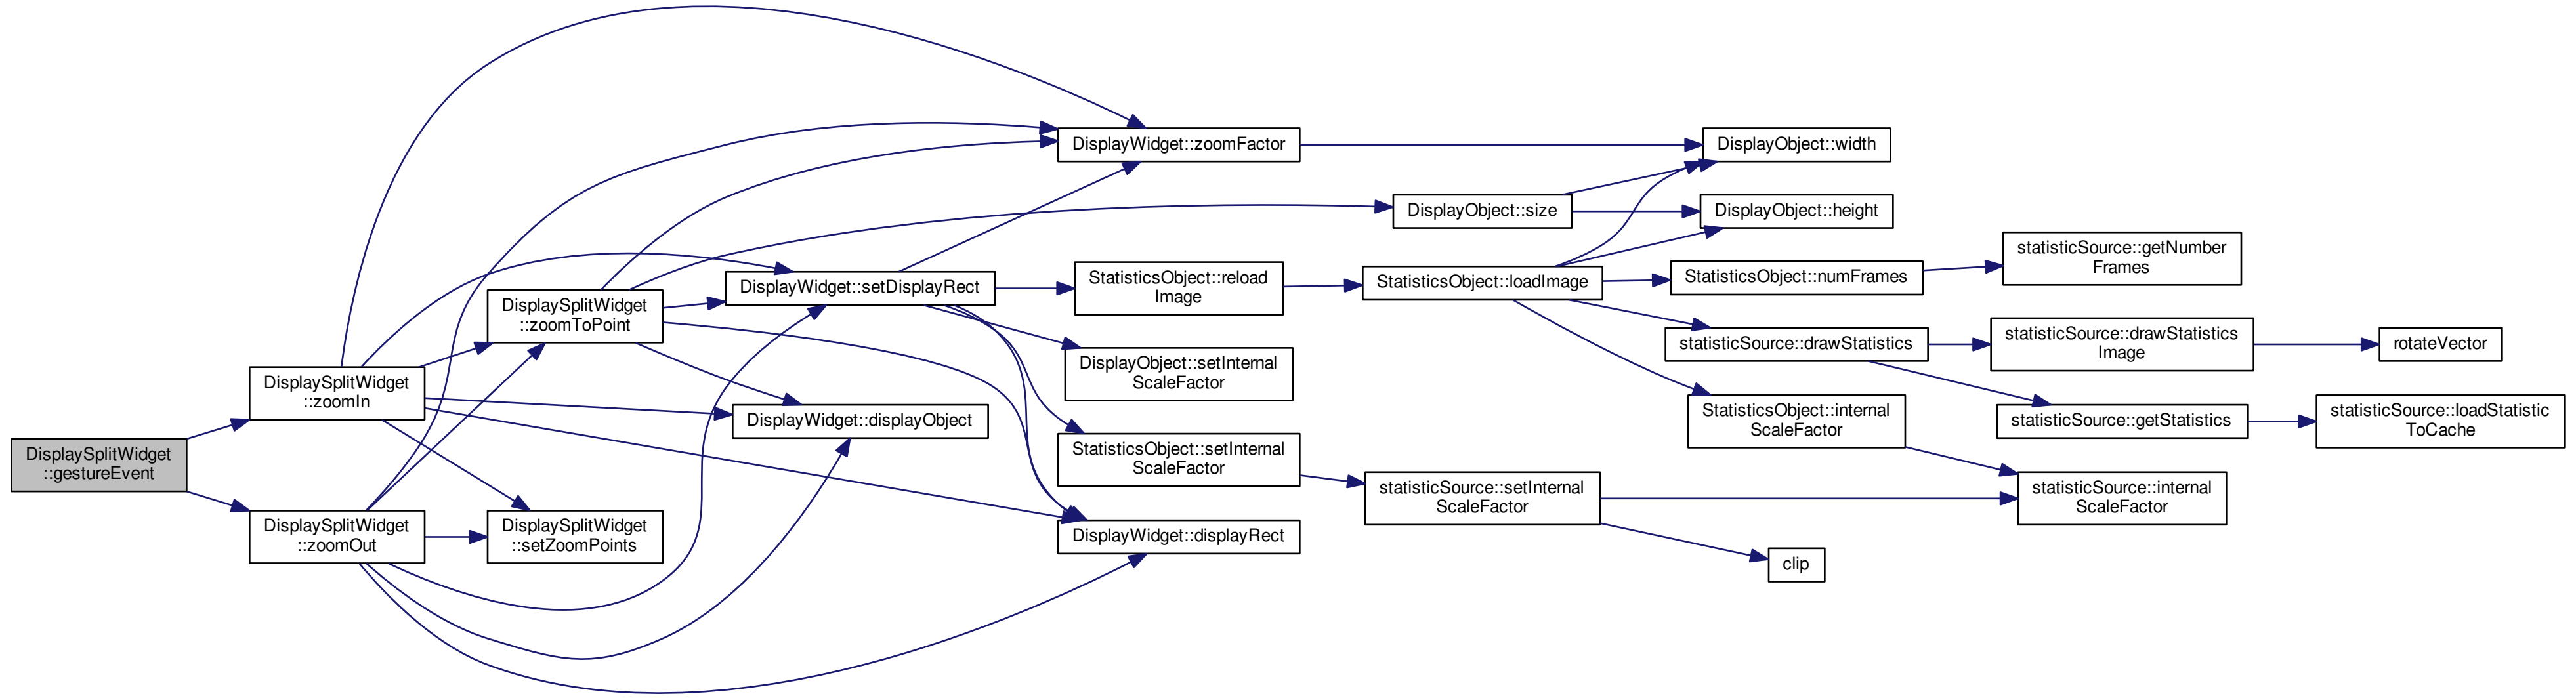 DisplaySplitWidget
::gestureEvent
DisplaySplitWidget
::zoomIn
DisplaySplitWidget
::zoomOut
DisplaySplitWidget
::zoomToPoint
DisplaySplitWidget
::setZoomPoints
DisplayWidget::setDisplayRect
DisplayWidget::displayObject
DisplayWidget::zoomFactor
StatisticsObject::reload
Image
DisplayObject::setInternal
ScaleFactor
StatisticsObject::setInternal
ScaleFactor
DisplayWidget::displayRect
DisplayObject::size
StatisticsObject::loadImage
statisticSource::setInternal
ScaleFactor
DisplayObject::width
DisplayObject::height
StatisticsObject::numFrames
statisticSource::drawStatistics
StatisticsObject::internal
ScaleFactor
clip
statisticSource::getNumber
Frames
statisticSource::drawStatistics
Image
statisticSource::getStatistics
statisticSource::internal
ScaleFactor
rotateVector
statisticSource::loadStatistic
ToCache